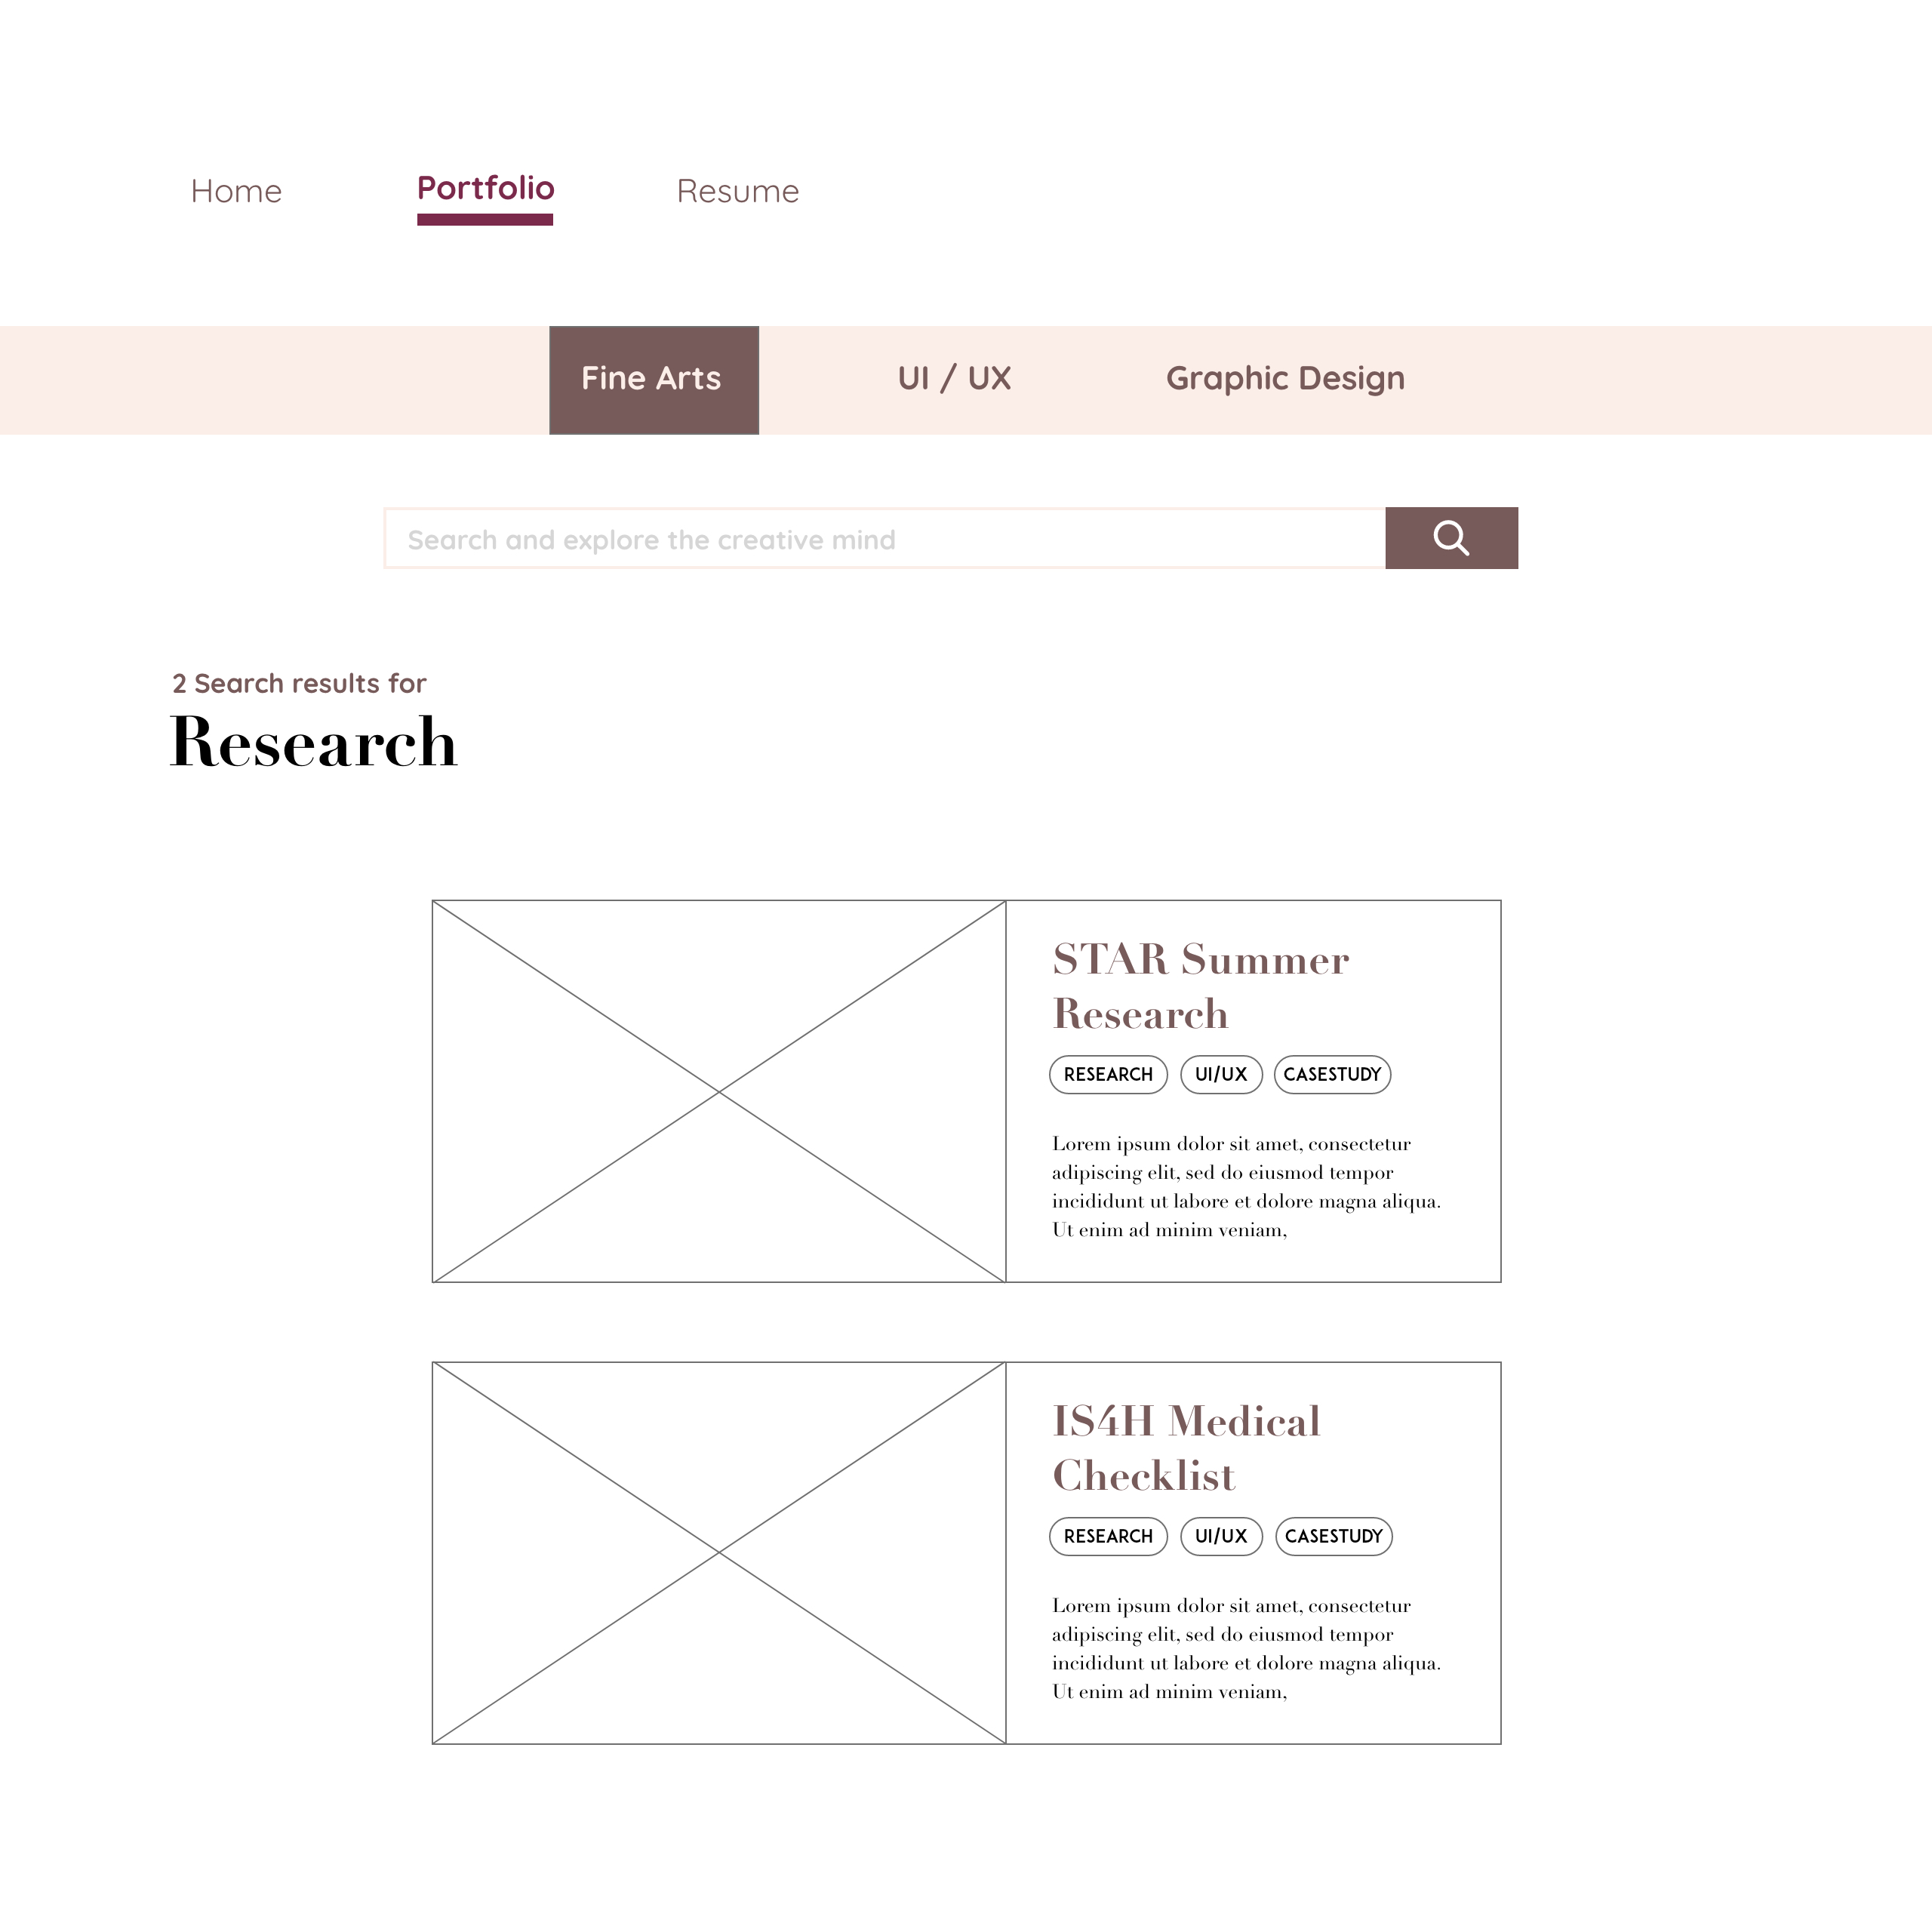 Home Portfolio Resume
Fine Arts UI / UX Graphic Design
Search and explore the creative mind
2 Search results for
Research
STAR Summer
Research
RESEARCH UI/UX CASESTUDY
Lorem ipsum dolor sit amet, consectetur
adipiscing elit, sed do eiusmod tempor
incididunt ut labore et dolore magna aliqua.
Ut enim ad minim veniam,
IS4H Medical
Checklist
RESEARCH UI/UX CASESTUDY
Lorem ipsum dolor sit amet, consectetur
adipiscing elit, sed do eiusmod tempor
incididunt ut labore et dolore magna aliqua.
Ut enim ad minim veniam,